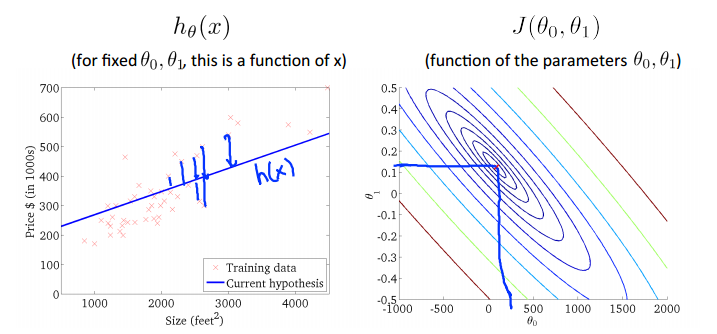 hθ(x)
(for fixed θ0, θ1, this is a function of x)
700
600
500
400
300
200
100
0
Price $ (in 1000s)
1000
2000
3000
4000
Size (feet²)
h(x)
Training data
Current hypothesis
J(θ0, θ1)
(function of the parameters θ0, θ1)
0.5
0.4
0.3
0.2
0.1
0
-0.1
-0.2
-0.3
-0.4
-0.5
θ1
-1000
-500
0
500
1000
1500
2000
θ0